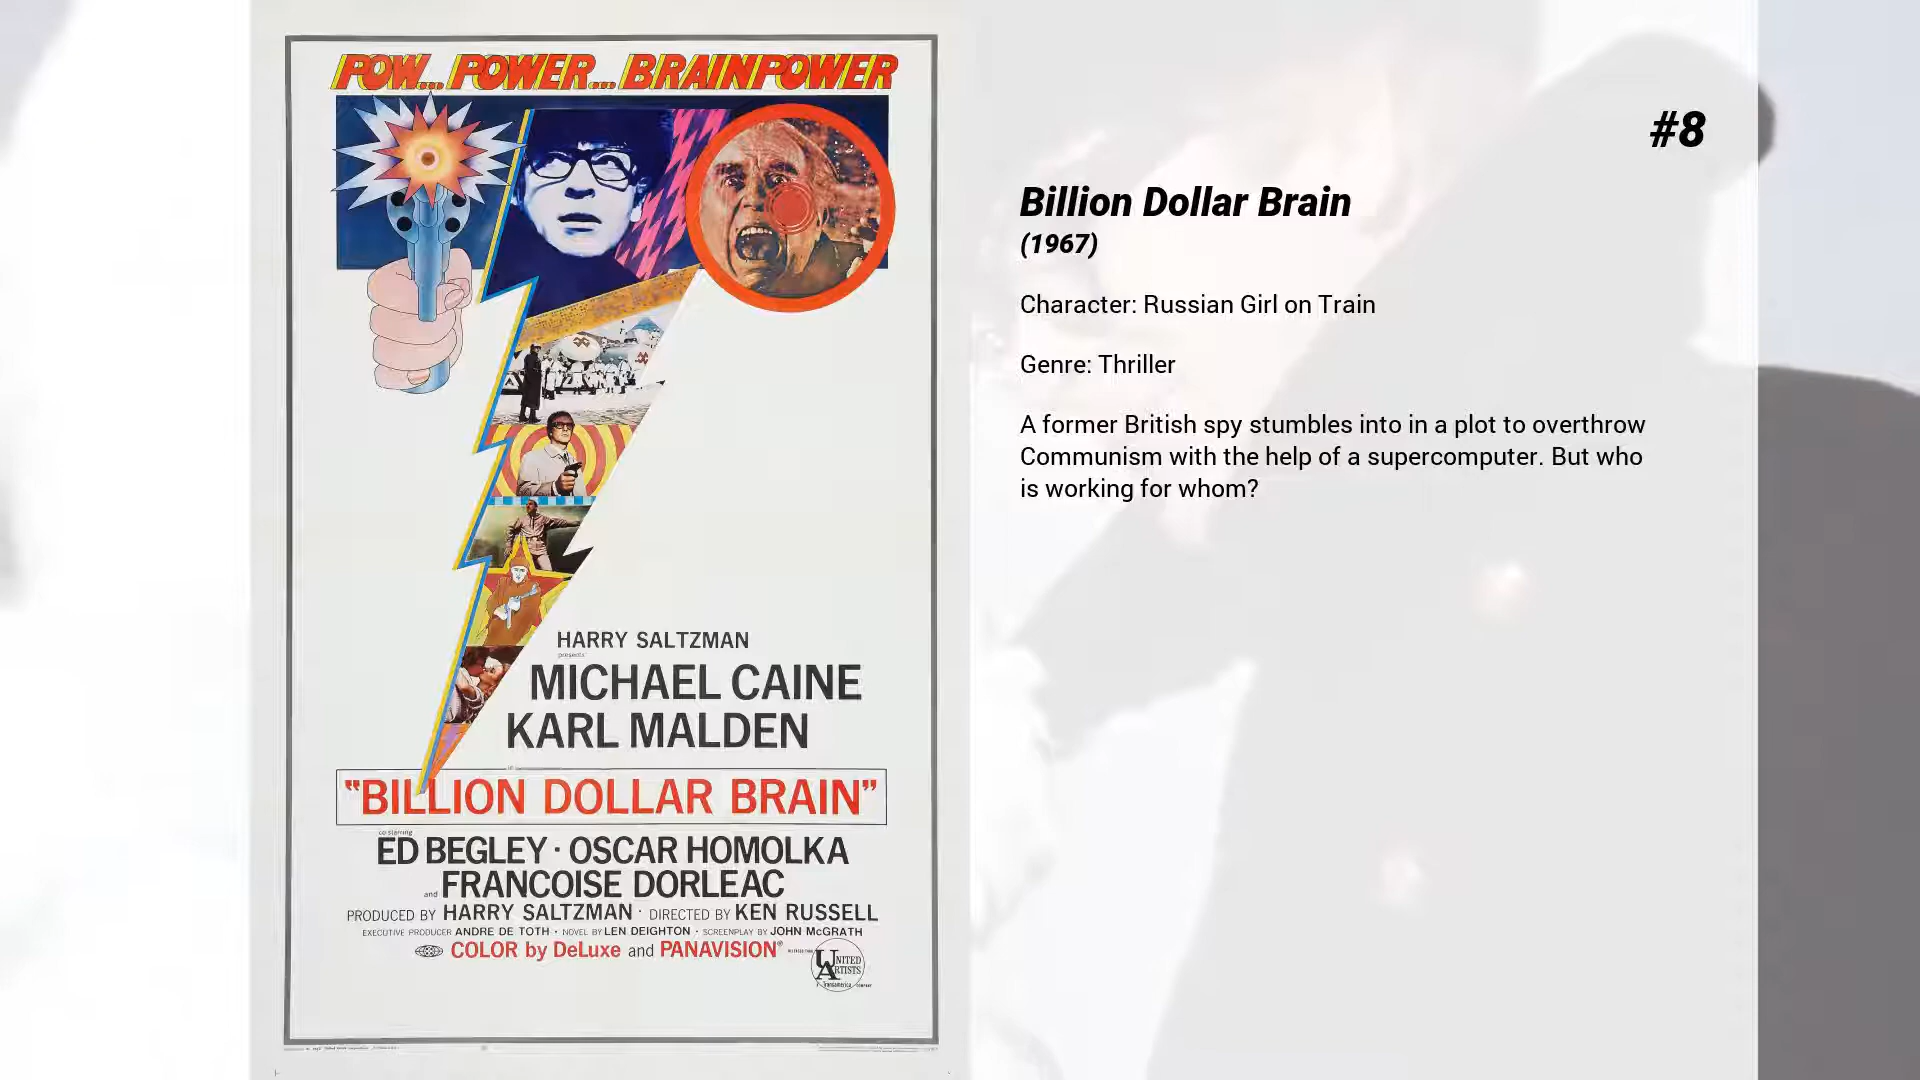 POW... POWER... BRAINPOWER
HARRY SALTZMAN
presents
MICHAEL CAINE
KARL MALDEN
"BILLION DOLLAR BRAIN"
co starring
ED BEGLEY · OSCAR HOMOLKA
and FRANCOISE DORLEAC
PRODUCED BY HARRY SALTZMAN · DIRECTED BY KEN RUSSELL
EXECUTIVE PRODUCER ANDRE DE TOTH · NOVEL BY LEN DEIGHTON · SCREENPLAY BY JOHN McGRATH
COLOR by DeLuxe and PANAVISION®
UNITED
ARTISTS
#8
Billion Dollar Brain
(1967)
Character: Russian Girl on Train
Genre: Thriller
A former British spy stumbles into in a plot to overthrow
Communism with the help of a supercomputer. But who
is working for whom?